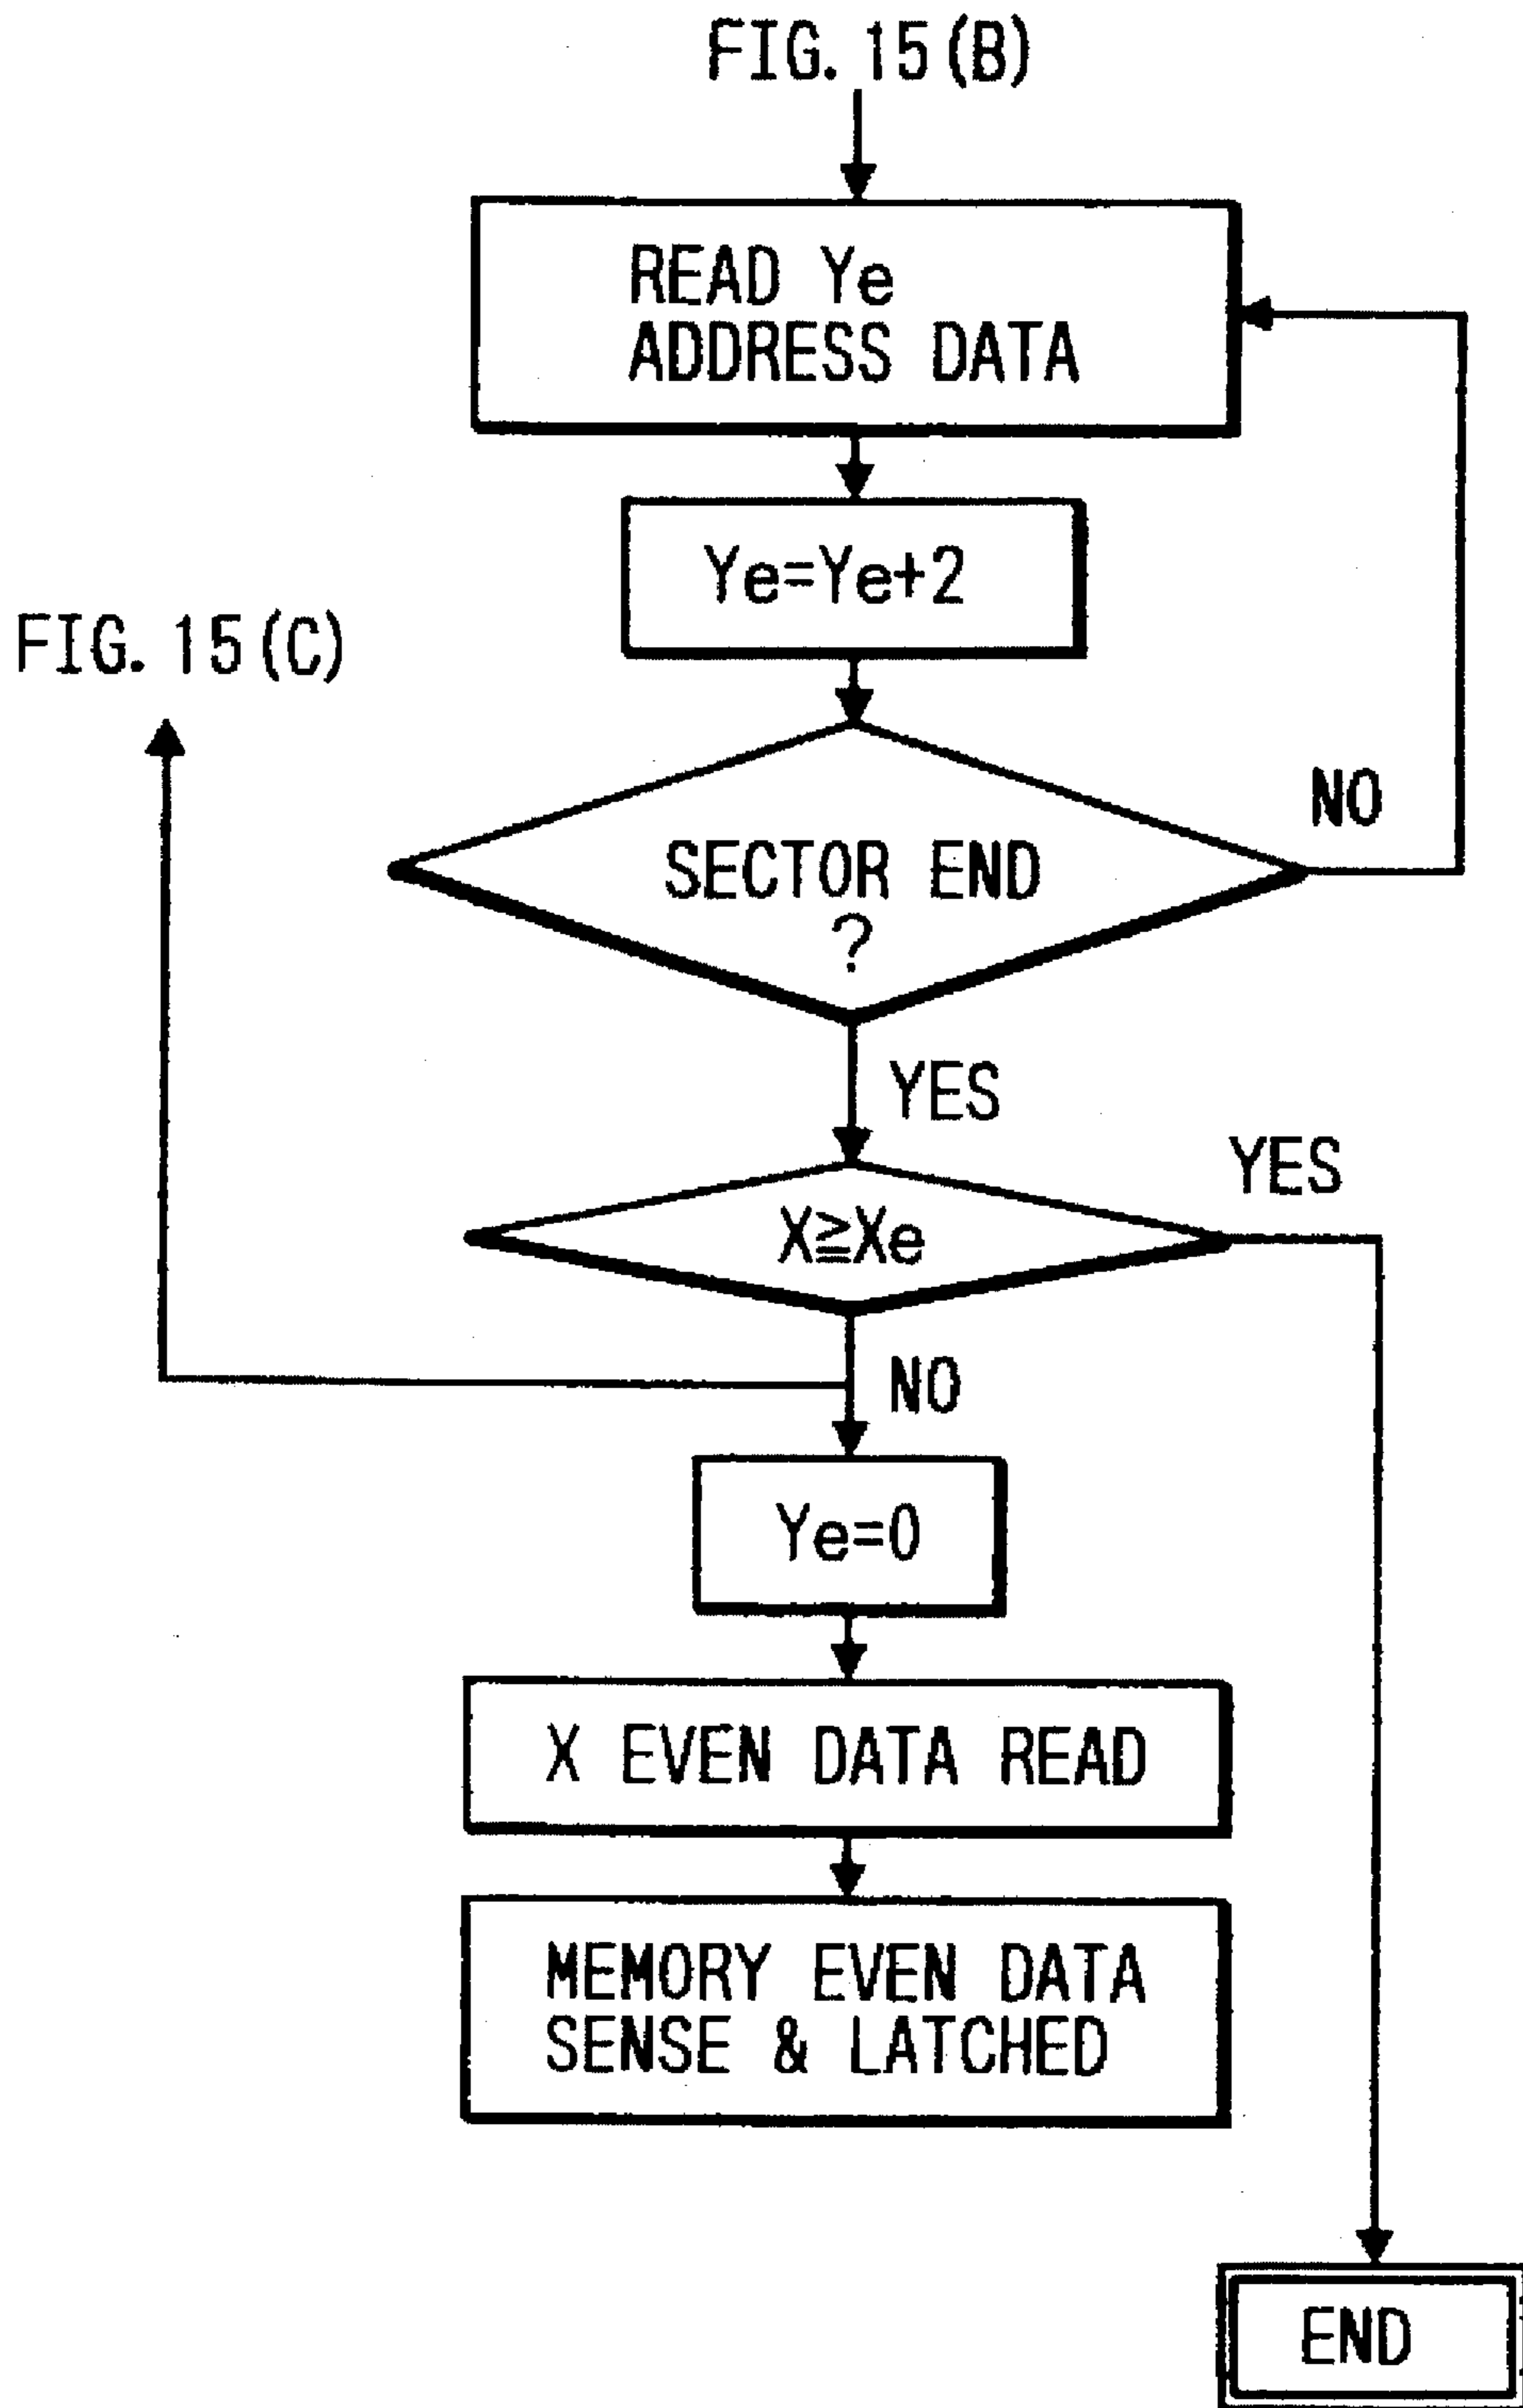 FIG. 15(B)
READ Ye
ADDRESS DATA
Ye=Ye+2
FIG. 15(C)
NO
SECTOR END
?
YES
YES
X≧Xe
NO
Ye=0
X EVEN DATA READ
MEMORY EVEN DATA
SENSE & LATCHED
END